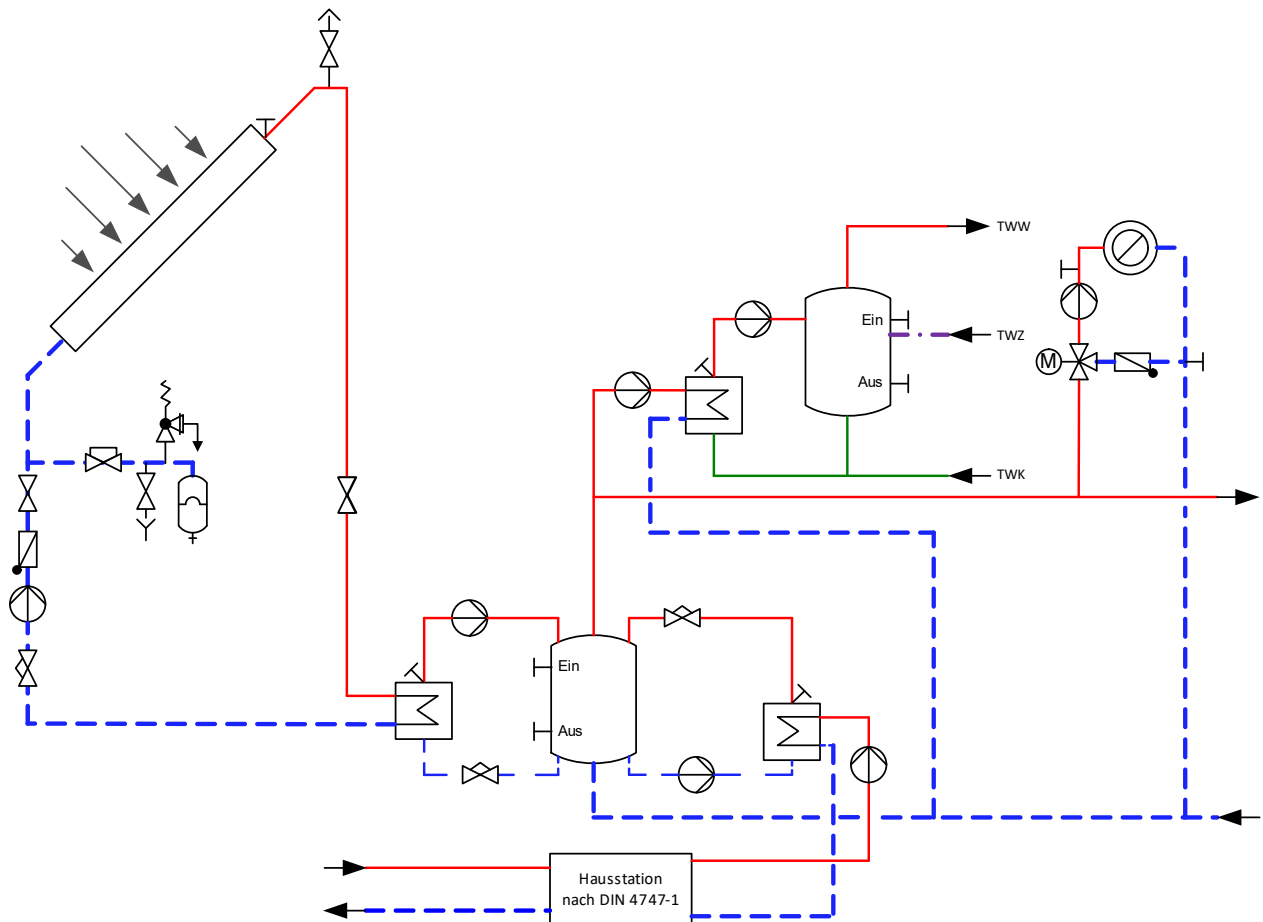 TWW
Ein
TWZ
M
Aus
TWK
Ein
Aus
Hausstation
nach DIN 4747-1